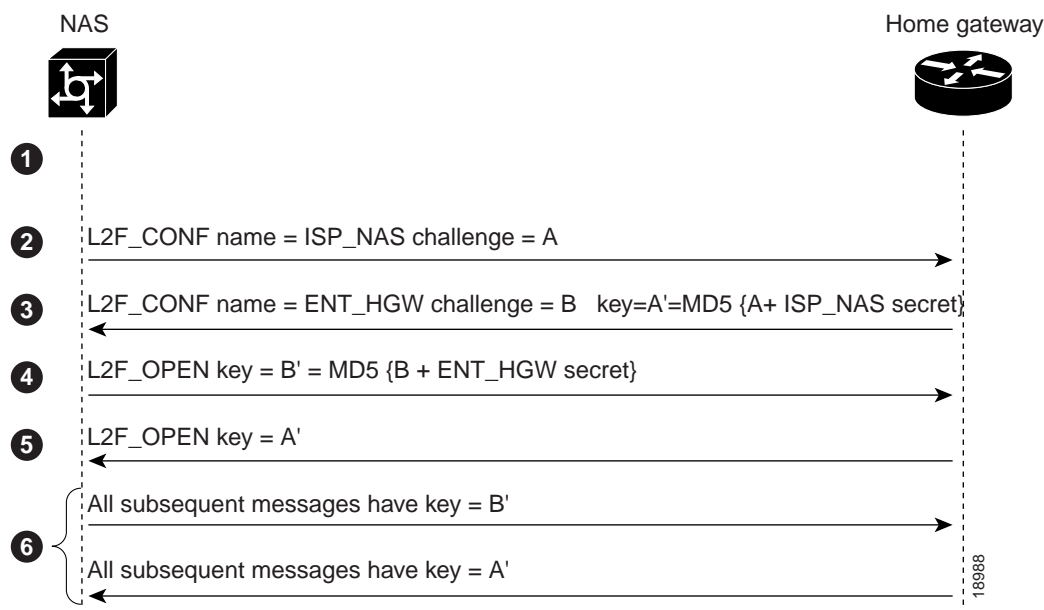 NAS
Home gateway
1
2
L2F_CONF name = ISP_NAS challenge = A
3
L2F_CONF name = ENT_HGW challenge = B key=A'=MD5 {A+ ISP_NAS secret}
4
L2F_OPEN key = B' = MD5 {B + ENT_HGW secret}
5
L2F_OPEN key = A'
6
All subsequent messages have key = B'
All subsequent messages have key = A'
18988